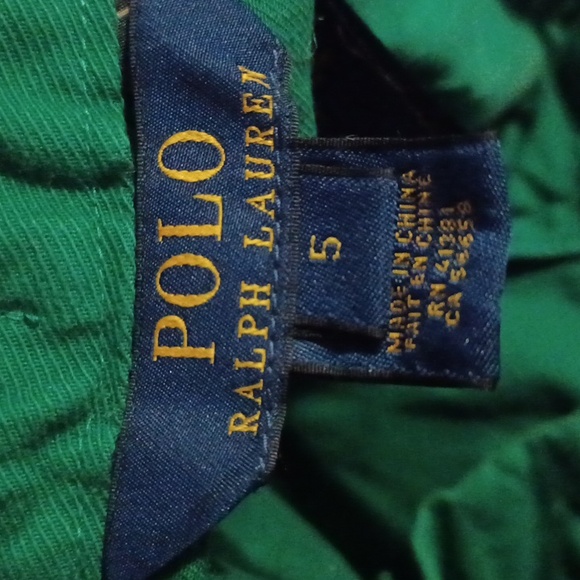 POLO
RALPH LAUREN
5
MADE IN CHINA
FAIT EN CHINE
RN 41381
CA 56658